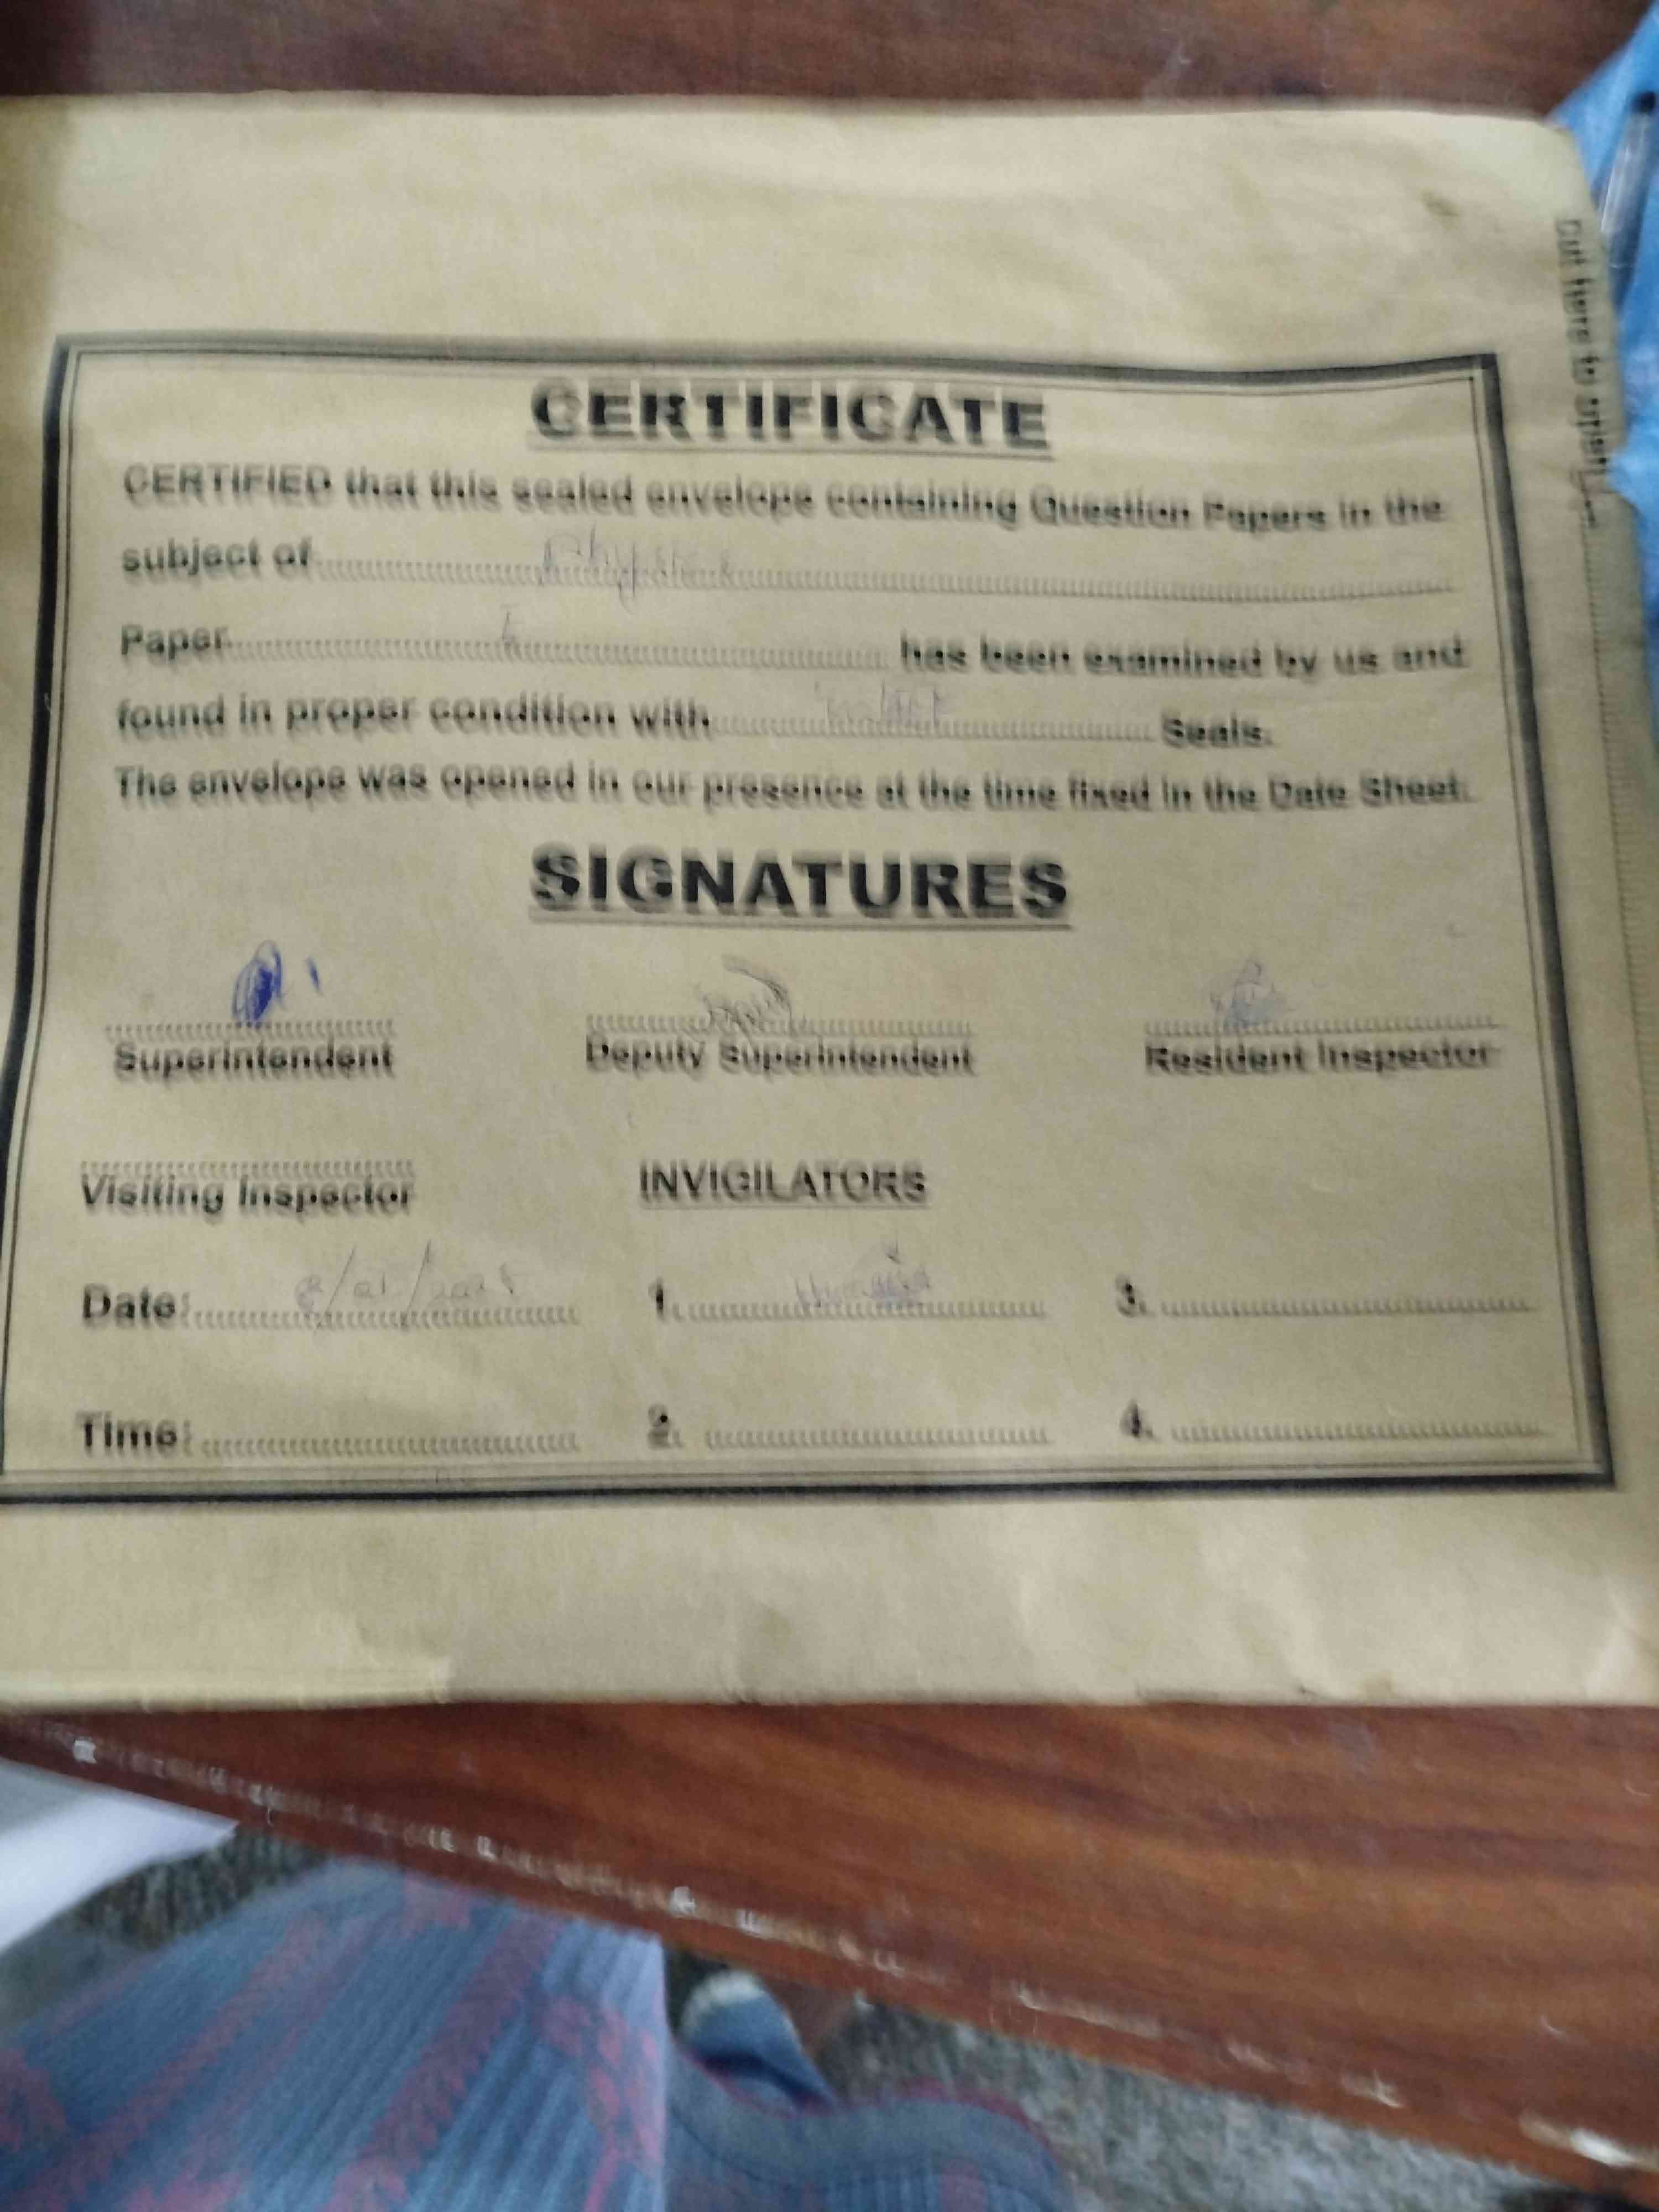 Cut here to open
CERTIFICATE
CERTIFIED that this sealed envelope containing Question Papers in the
subject of Physics
Paper has been examined by us and
found in proper condition with Seals.
The envelope was opened in our presence at the time fixed in the Date Sheet.
SIGNATURES
Superintendent Deputy Superintendent Resident Inspector
Visiting Inspector INVIGILATORS
Date: 1. 3.
Time: 2. 4.